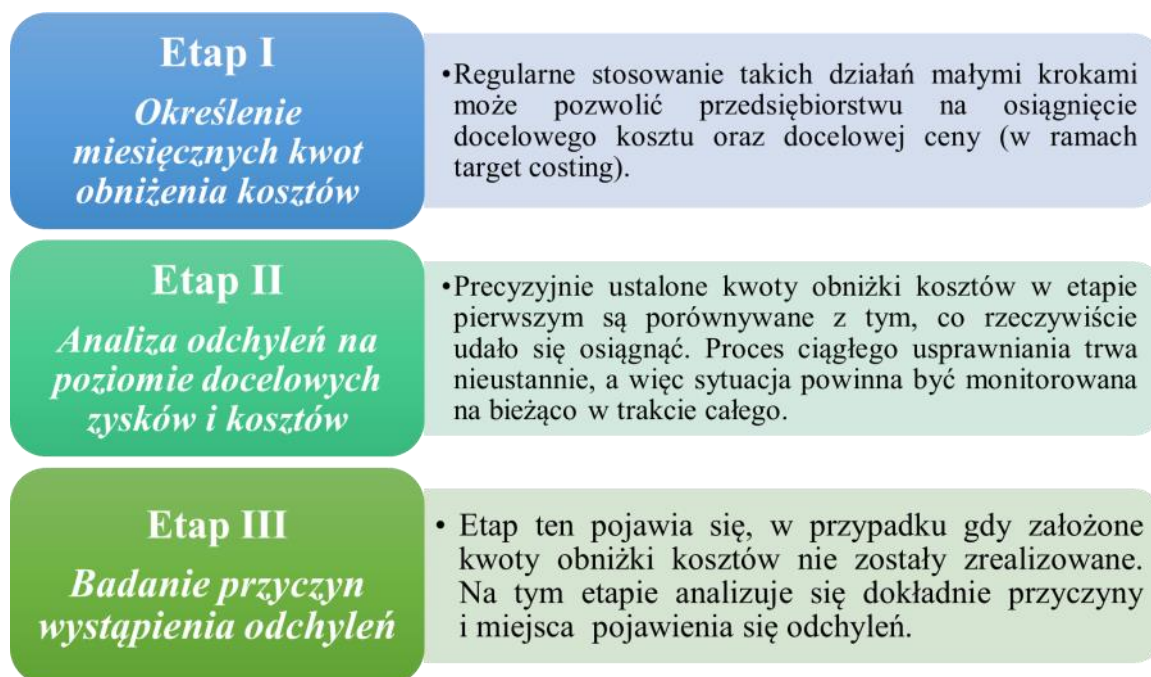 Etap I
Określenie
miesięcznych kwot
obniżenia kosztów
•Regularne stosowanie takich działań małymi krokami
może pozwolić przedsiębiorstwu na osiągnięcie
docelowego kosztu oraz docelowej ceny (w ramach
target costing).
Etap II
Analiza odchyleń na
poziomie docelowych
zysków i kosztów
•Precyzyjnie ustalone kwoty obniżki kosztów w etapie
pierwszym są porównywane z tym, co rzeczywiście
udało się osiągnąć. Proces ciągłego usprawniania trwa
nieustannie, a więc sytuacja powinna być monitorowana
na bieżąco w trakcie całego.
Etap III
Badanie przyczyn
wystąpienia odchyleń
• Etap ten pojawia się, w przypadku gdy założone
kwoty obniżki kosztów nie zostały zrealizowane.
Na tym etapie analizuje się dokładnie przyczyny
i miejsca pojawienia się odchyleń.